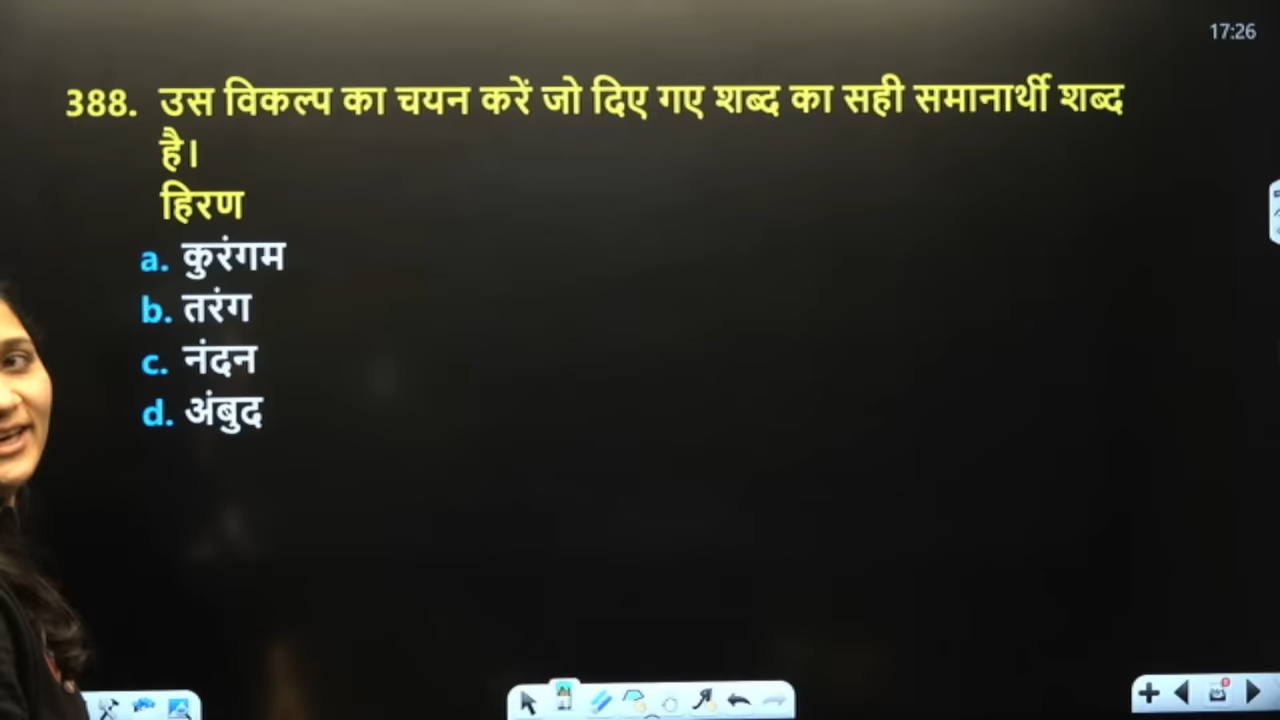 17:26
388. उस विकल्प का चयन करें जो दिए गए शब्द का सही समानार्थी शब्द
है।
हिरण
a. कुरंगम
b. तरंग
c. नंदन
d. अंबुद